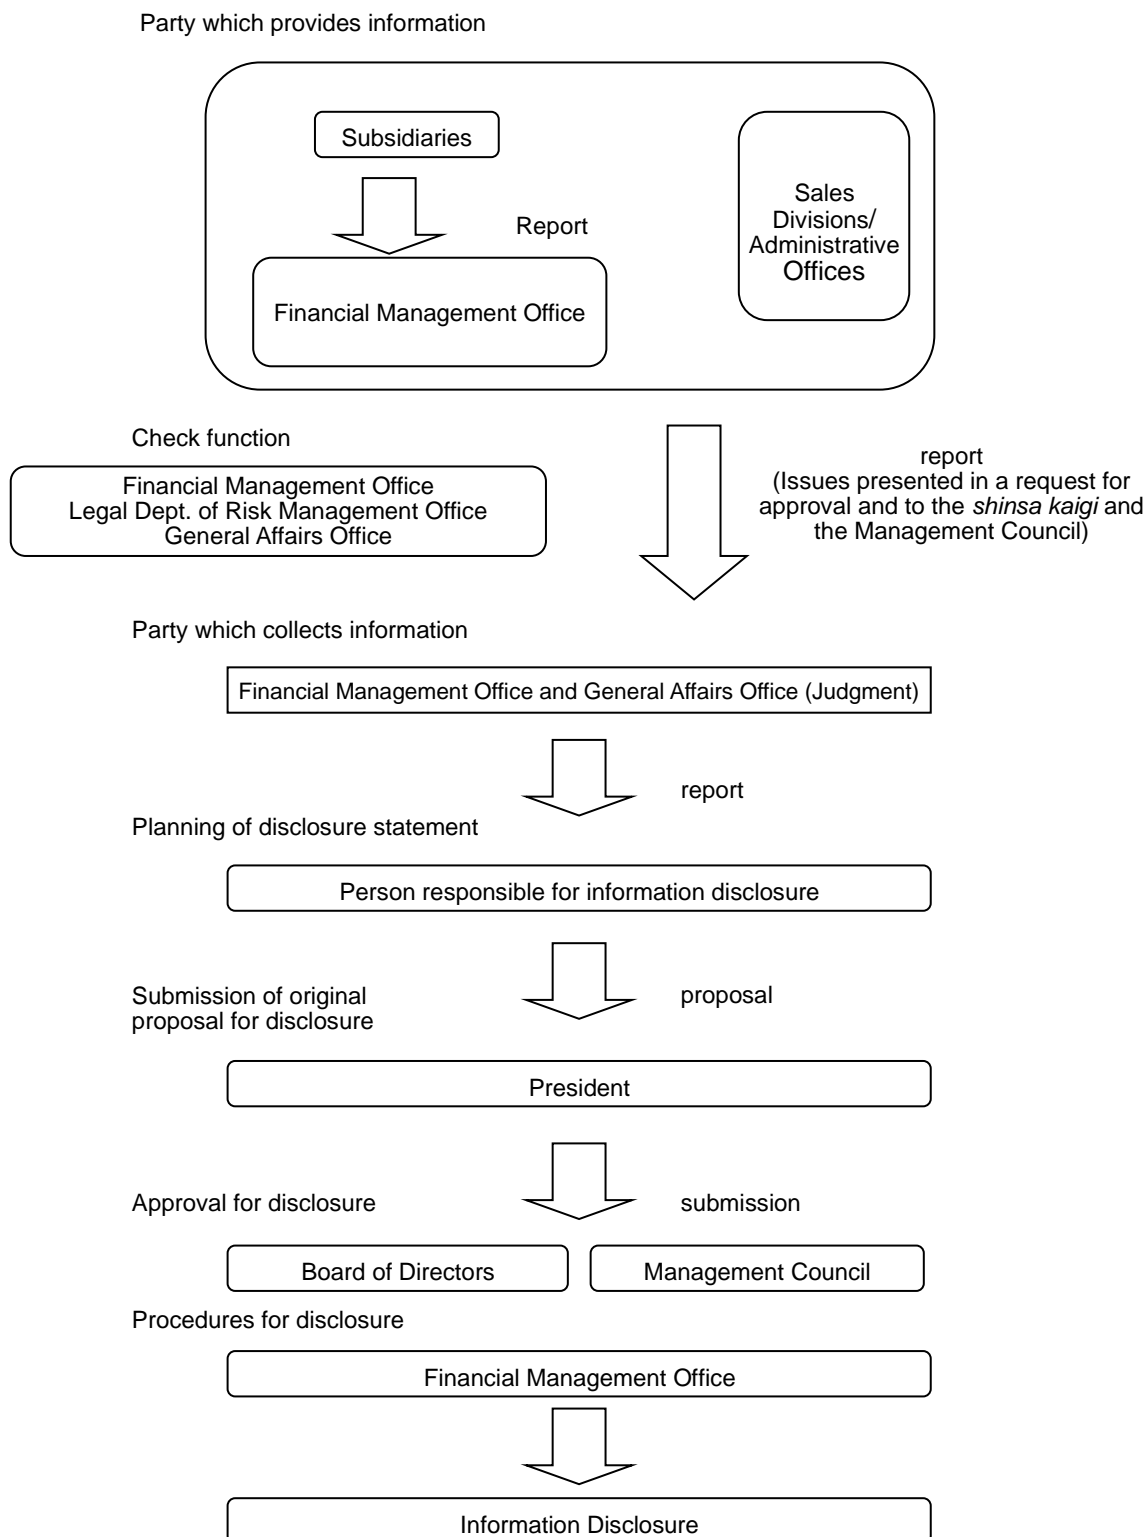 Party which provides information
Subsidiaries
Report
Financial Management Office
Sales
Divisions/
Administrative
Offices
Check function
Financial Management Office
Legal Dept. of Risk Management Office
General Affairs Office
report
(Issues presented in a request for
approval and to the shinsa kaigi and
the Management Council)
Party which collects information
Financial Management Office and General Affairs Office (Judgment)
report
Planning of disclosure statement
Person responsible for information disclosure
Submission of original
proposal for disclosure
proposal
President
Approval for disclosure
submission
Board of Directors
Management Council
Procedures for disclosure
Financial Management Office
Information Disclosure